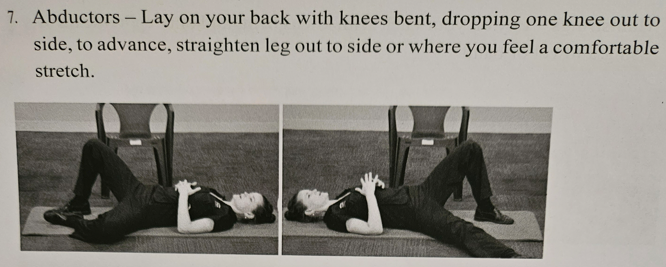 7. Abductors – Lay on your back with knees bent, dropping one knee out to
side, to advance, straighten leg out to side or where you feel a comfortable
stretch.